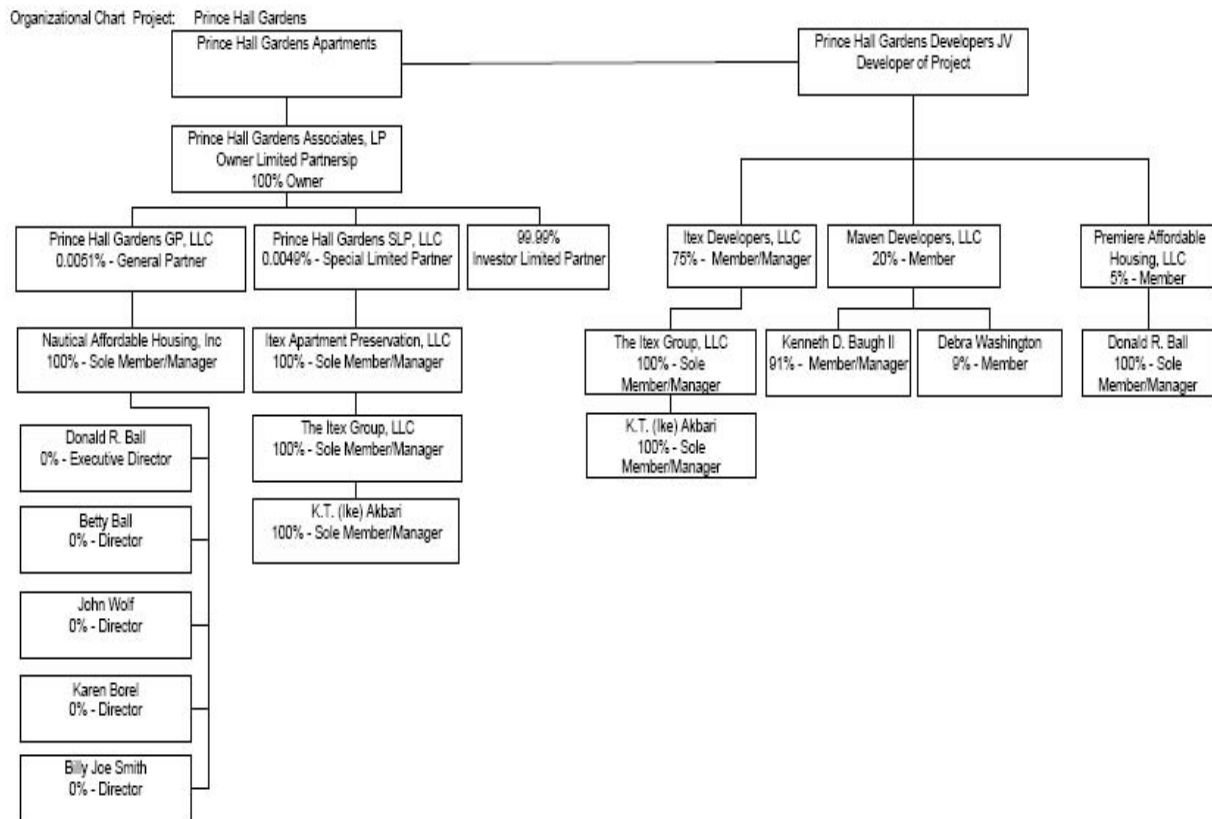 Organizational Chart Project: Prince Hall Gardens
Prince Hall Gardens Apartments
Prince Hall Gardens Developers JV
Developer of Project
Prince Hall Gardens Associates, LP
Owner Limited Partnersip
100% Owner
Prince Hall Gardens GP, LLC
0.0051% - General Partner
Prince Hall Gardens SLP, LLC
0.0049% - Special Limited Partner
99.99%
Investor Limited Partner
Itex Developers, LLC
75% - Member/Manager
Maven Developers, LLC
20% - Member
Premiere Affordable
Housing, LLC
5% - Member
Nautical Affordable Housing, Inc
100% - Sole Member/Manager
Itex Apartment Preservation, LLC
100% - Sole Member/Manager
The Itex Group, LLC
100% - Sole
Member/Manager
Kenneth D. Baugh II
91% - Member/Manager
Debra Washington
9% - Member
Donald R. Ball
100% - Sole
Member/Manager
Donald R. Ball
0% - Executive Director
The Itex Group, LLC
100% - Sole Member/Manager
K.T. (Ike) Akbari
100% - Sole
Member/Manager
Betty Ball
0% - Director
K.T. (Ike) Akbari
100% - Sole Member/Manager
John Wolf
0% - Director
Karen Borel
0% - Director
Billy Joe Smith
0% - Director